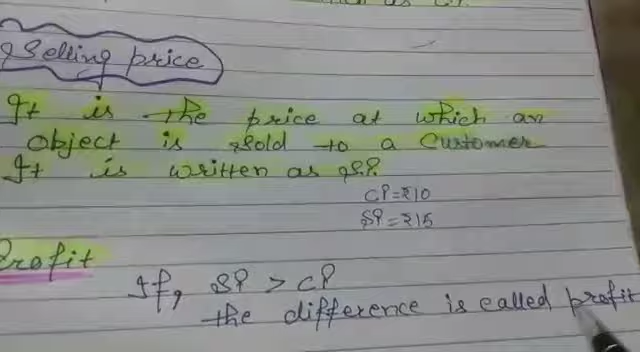 Selling price
It is the price at which an
object is sold to a customer
It is written as SP.
CP=₹10
SP=₹15
Profit
If, SP > CP
the difference is called profit